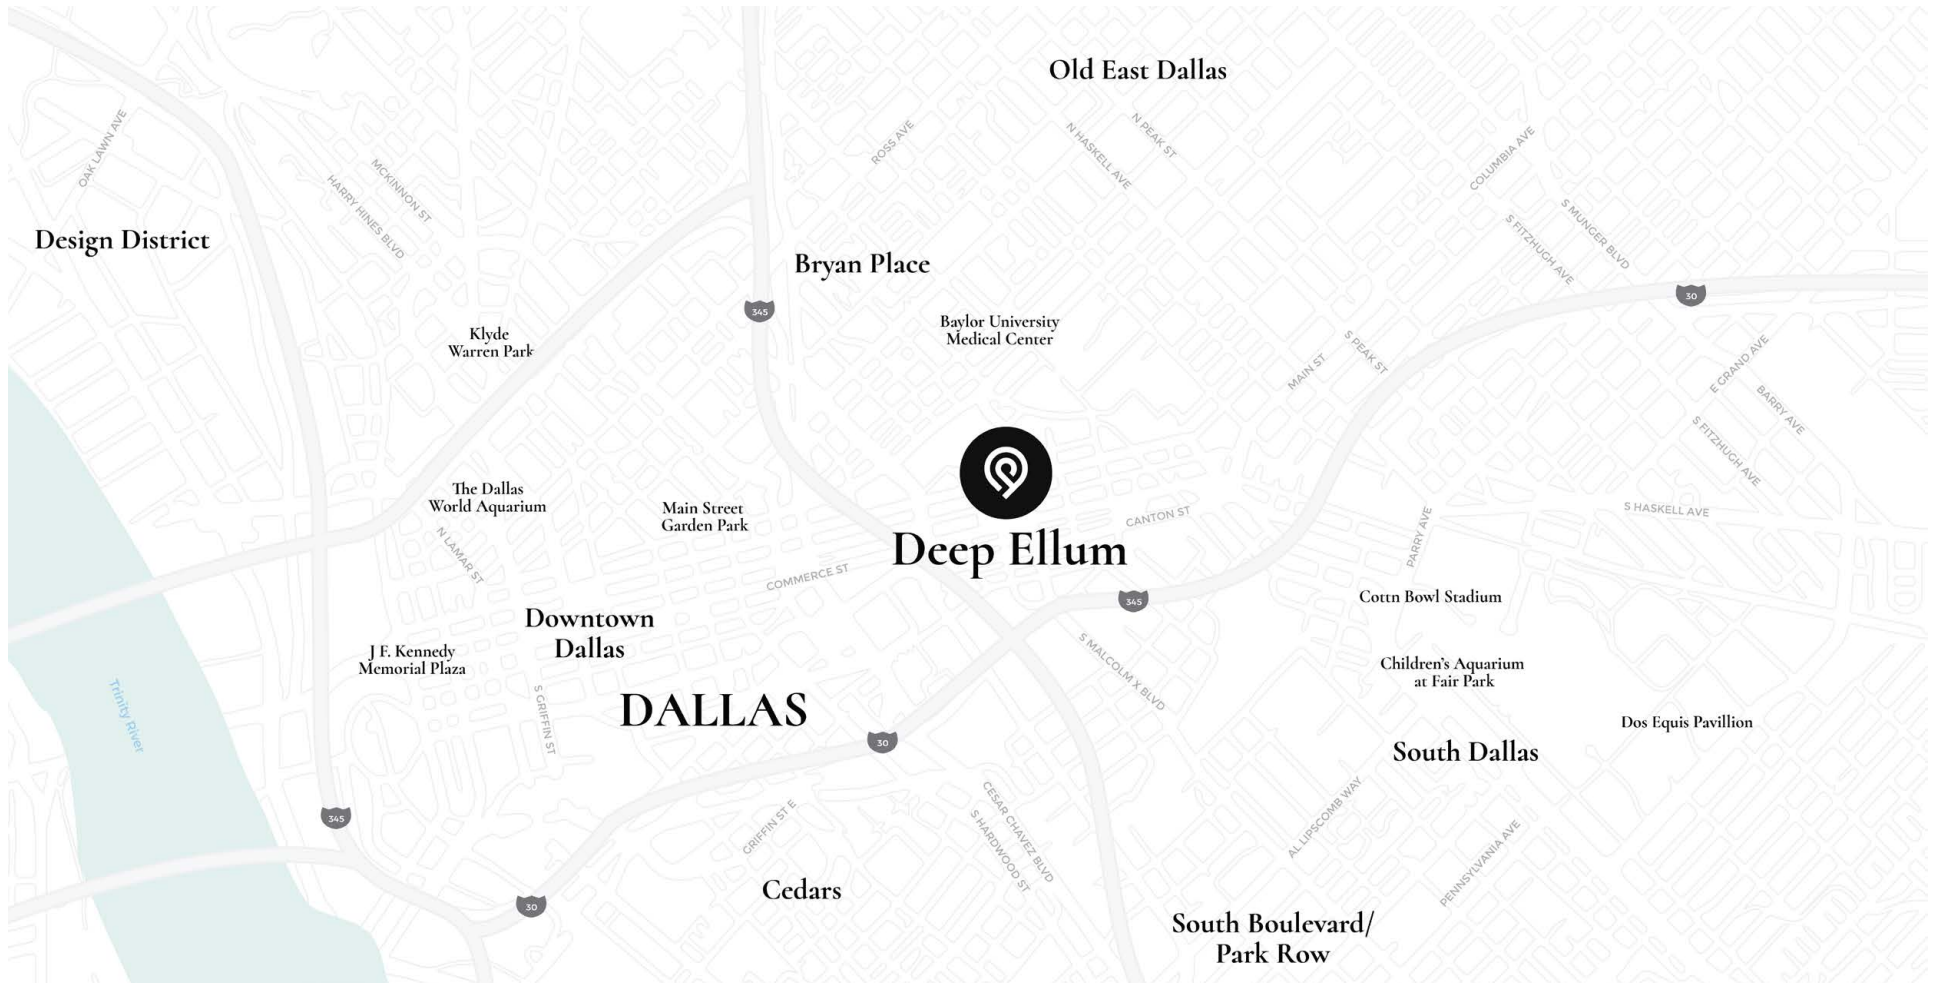 Old East Dallas
OAK LAWN AVE
ROSS AVE
N HASKELL AVE
N PEAK ST
COLUMBIA AVE
MCKINNON ST
HARRY HINES BLVD
S MUNGER BLVD
S FITZHUGH AVE
Design District
Bryan Place
30
345
Baylor University
Medical Center
Klyde
Warren Park
MAIN ST
S PEAK ST
E GRAND AVE
BARRY AVE
S FITZHUGH AVE
The Dallas
World Aquarium
Main Street
Garden Park
CANTON ST
S HASKELL AVE
PARRY AVE
Deep Ellum
N LAMAR ST
COMMERCE ST
345
Cottn Bowl Stadium
Downtown
Dallas
J F. Kennedy
Memorial Plaza
S MALCOLM X BLVD
Children's Aquarium
at Fair Park
Trinity River
S GRIFFIN ST
DALLAS
Dos Equis Pavillion
30
South Dallas
345
GRIFFIN ST E
CESAR CHAVEZ BLVD
S HARDWOOD ST
AL LIPSCOMB WAY
PENNSYLVANIA AVE
30
Cedars
South Boulevard/
Park Row